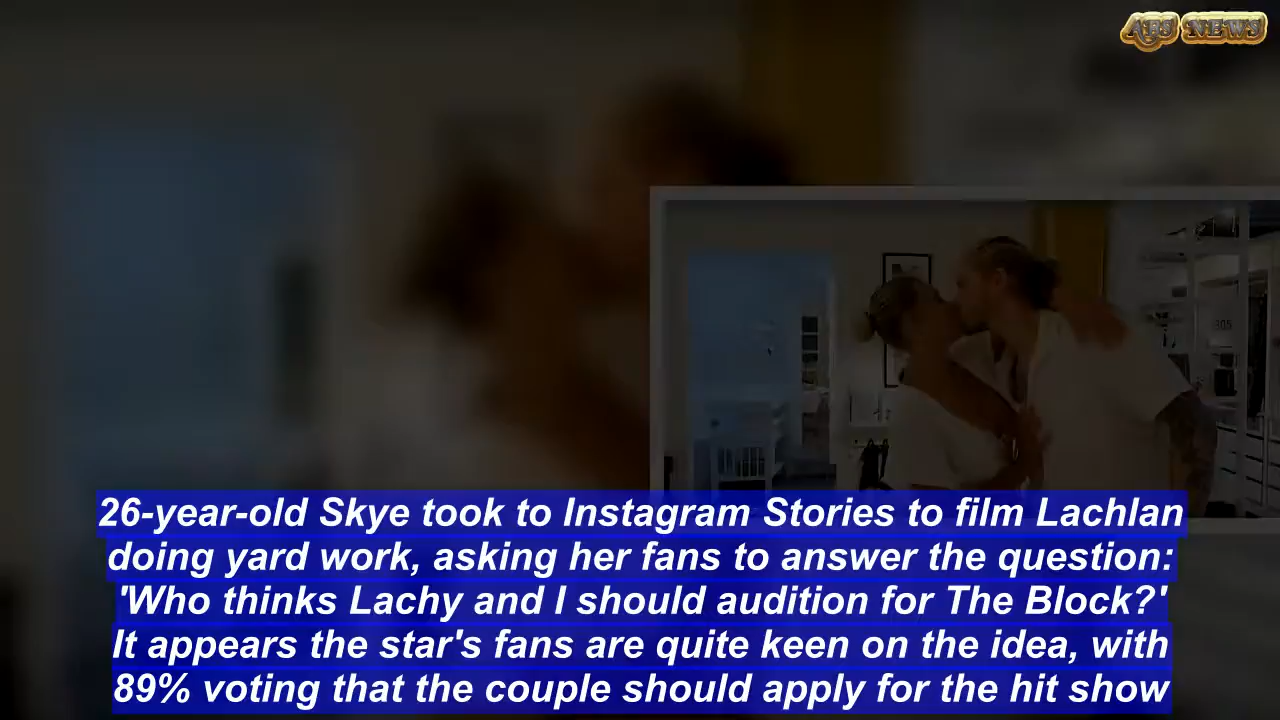 AFS NEWS
305
26-year-old Skye took to Instagram Stories to film Lachlan
doing yard work, asking her fans to answer the question:
'Who thinks Lachy and I should audition for The Block?'
It appears the star's fans are quite keen on the idea, with
89% voting that the couple should apply for the hit show